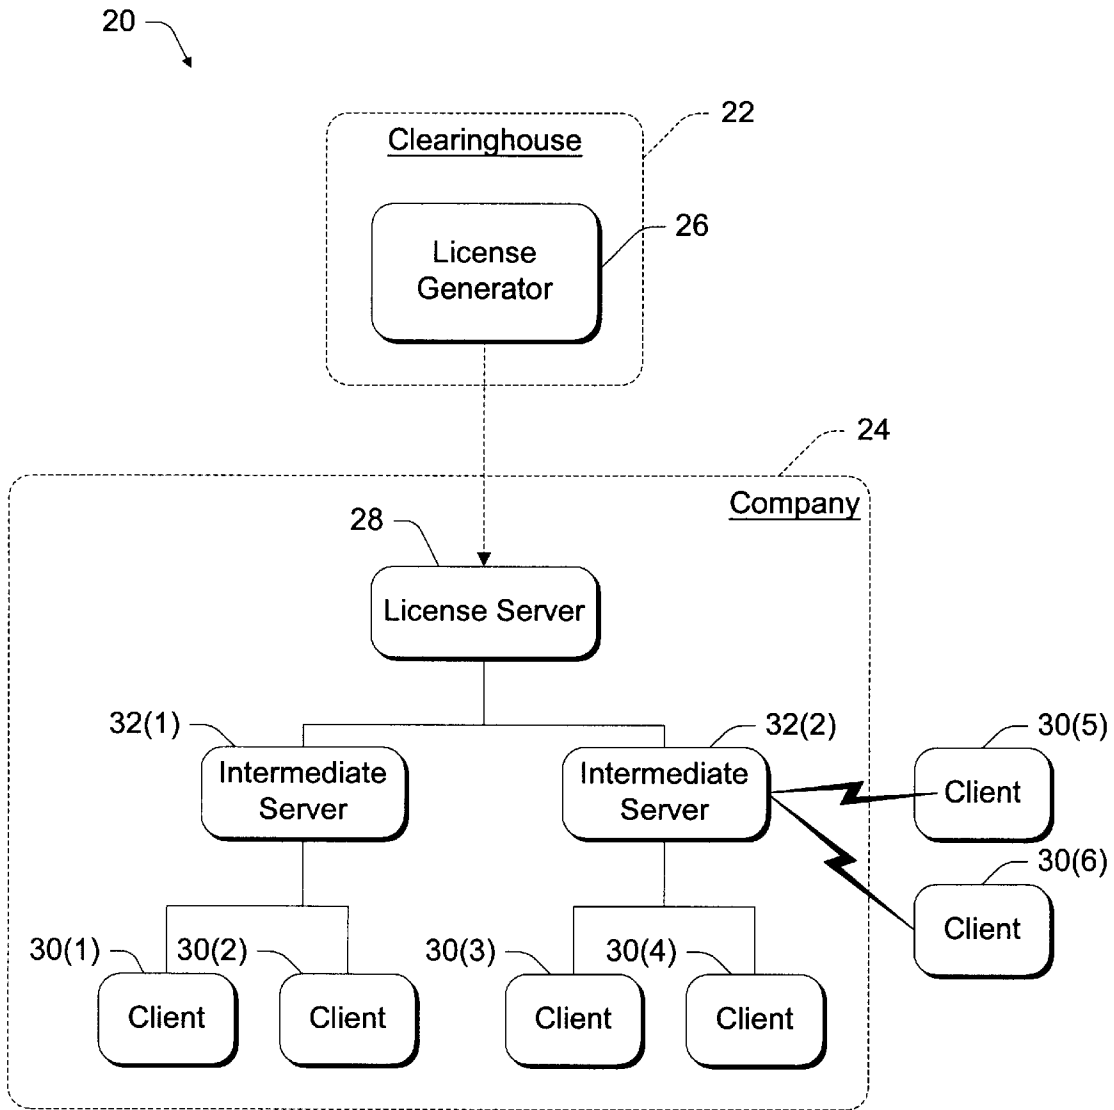 20
22
Clearinghouse
26
License
Generator
24
Company
28
License Server
32(1)
32(2)
30(5)
Intermediate
Server
Intermediate
Server
Client
30(6)
Client
30(1)
30(2)
30(3)
30(4)
Client
Client
Client
Client